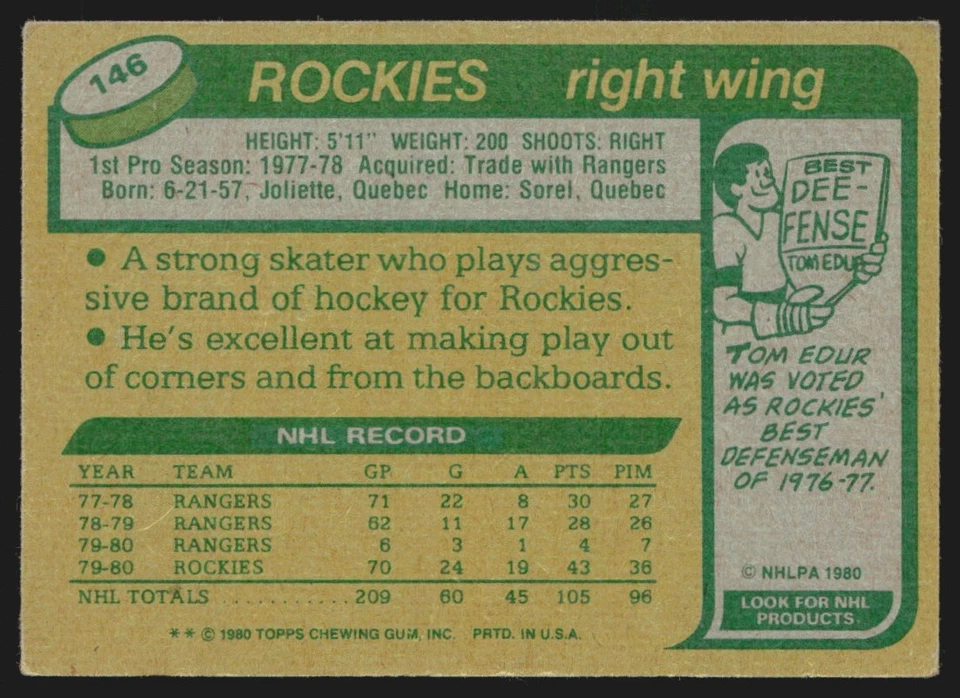 146
ROCKIES right wing
HEIGHT: 5'11" WEIGHT: 200 SHOOTS: RIGHT
1st Pro Season: 1977-78 Acquired: Trade with Rangers
Born: 6-21-57, Joliette, Quebec Home: Sorel, Quebec
• A strong skater who plays aggres-
sive brand of hockey for Rockies.
• He's excellent at making play out
of corners and from the backboards.
NHL RECORD
YEAR TEAM GP G A PTS PIM
77-78 RANGERS 71 22 8 30 27
78-79 RANGERS 62 11 17 28 26
79-80 RANGERS 6 3 1 4 7
79-80 ROCKIES 70 24 19 43 36
NHL TOTALS ........... 209 60 45 105 96
** © 1980 TOPPS CHEWING GUM, INC. PRTD. IN U.S.A.
BEST
DEE-
FENSE
TOM EDUR
TOM EDUR
WAS VOTED
AS ROCKIES'
BEST
DEFENSEMAN
OF 1976-77.
© NHLPA 1980
LOOK FOR NHL
PRODUCTS.